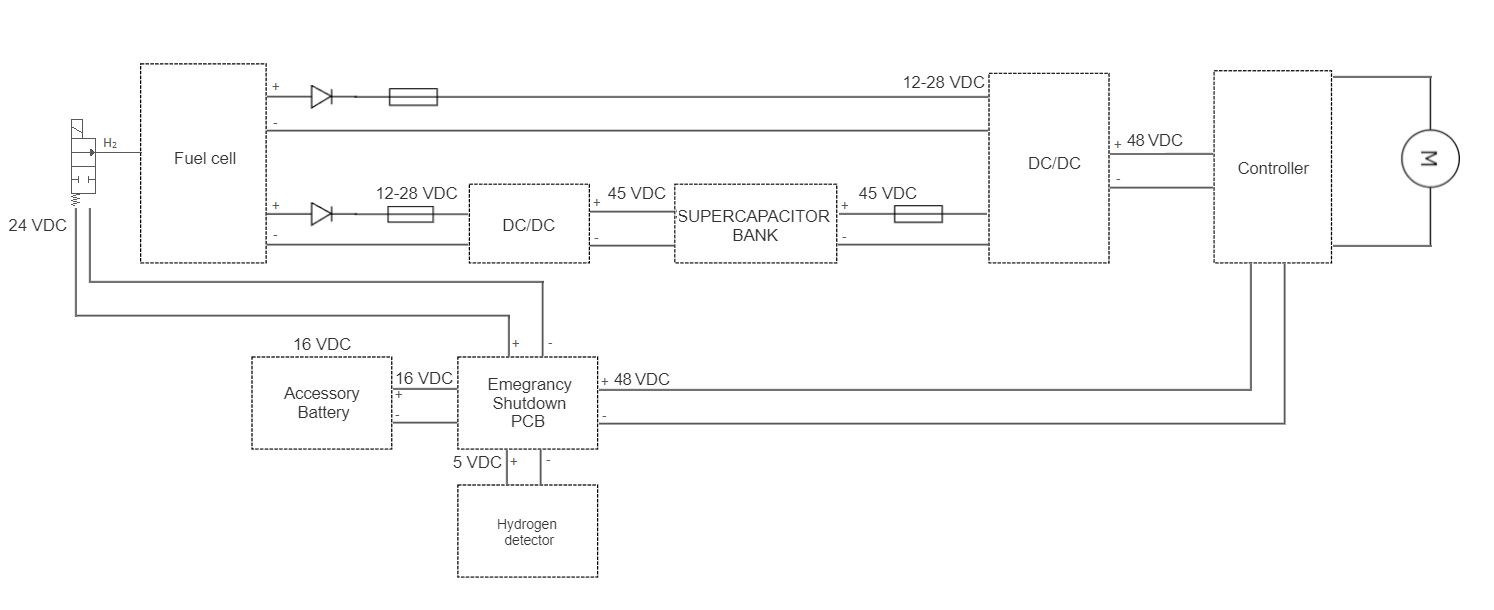 12-28 VDC
+
-
H₂
Fuel cell
DC/DC
+ 48 VDC
-
Controller
M
24 VDC
+
-
12-28 VDC
DC/DC
+
45 VDC
-
SUPERCAPACITOR
BANK
+
45 VDC
-
16 VDC
Accessory
Battery
16 VDC
+
-
+
-
Emegrancy
Shutdown
PCB
+ 48 VDC
-
5 VDC
+
-
Hydrogen
detector